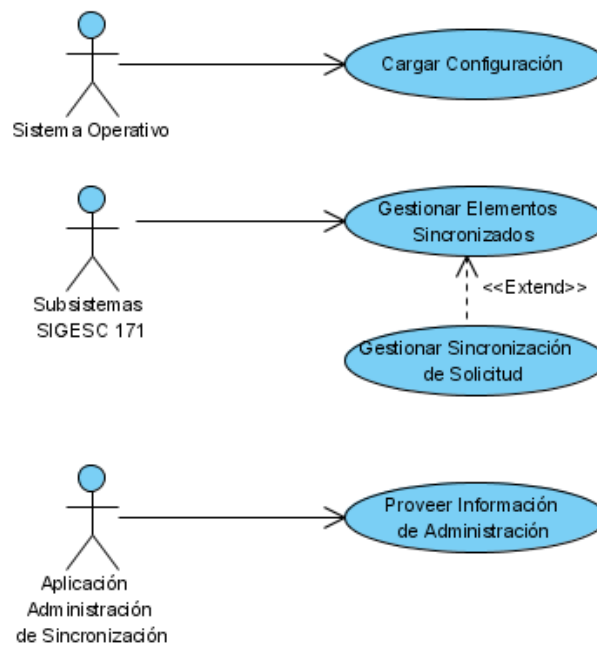 Cargar Configuración
Sistema Operativo
Gestionar Elementos
Sincronizados
<<Extend>>
Subsistemas
SIGESC 171
Gestionar Sincronización
de Solicitud
Proveer Información
de Administración
Aplicación
Administración
de Sincronización